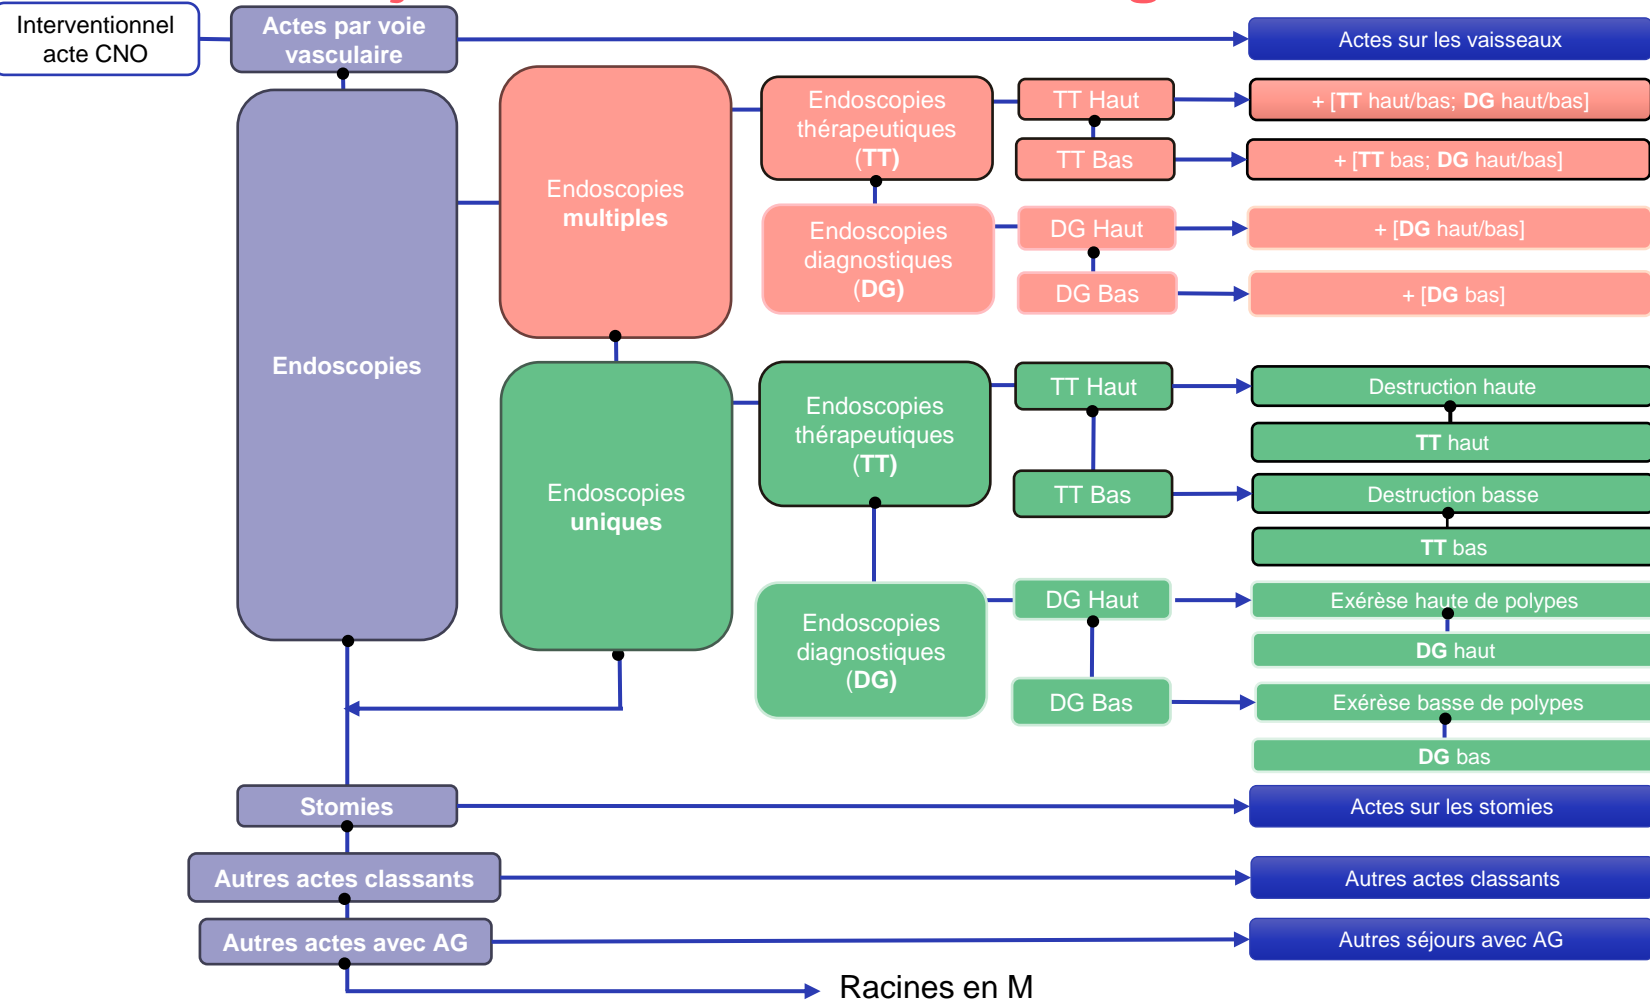 Interventionnel
acte CNO
Actes par voie
vasculaire
Actes sur les vaisseaux
Endoscopies
Endoscopies
multiples
Endoscopies
thérapeutiques
(TT)
TT Haut
+ [TT haut/bas; DG haut/bas]
TT Bas
+ [TT bas; DG haut/bas]
Endoscopies
diagnostiques
(DG)
DG Haut
+ [DG haut/bas]
DG Bas
+ [DG bas]
Endoscopies
uniques
Endoscopies
thérapeutiques
(TT)
TT Haut
Destruction haute
TT haut
TT Bas
Destruction basse
TT bas
Endoscopies
diagnostiques
(DG)
DG Haut
Exérèse haute de polypes
DG haut
DG Bas
Exérèse basse de polypes
DG bas
Stomies
Actes sur les stomies
Autres actes classants
Autres actes classants
Autres actes avec AG
Autres séjours avec AG
Racines en M